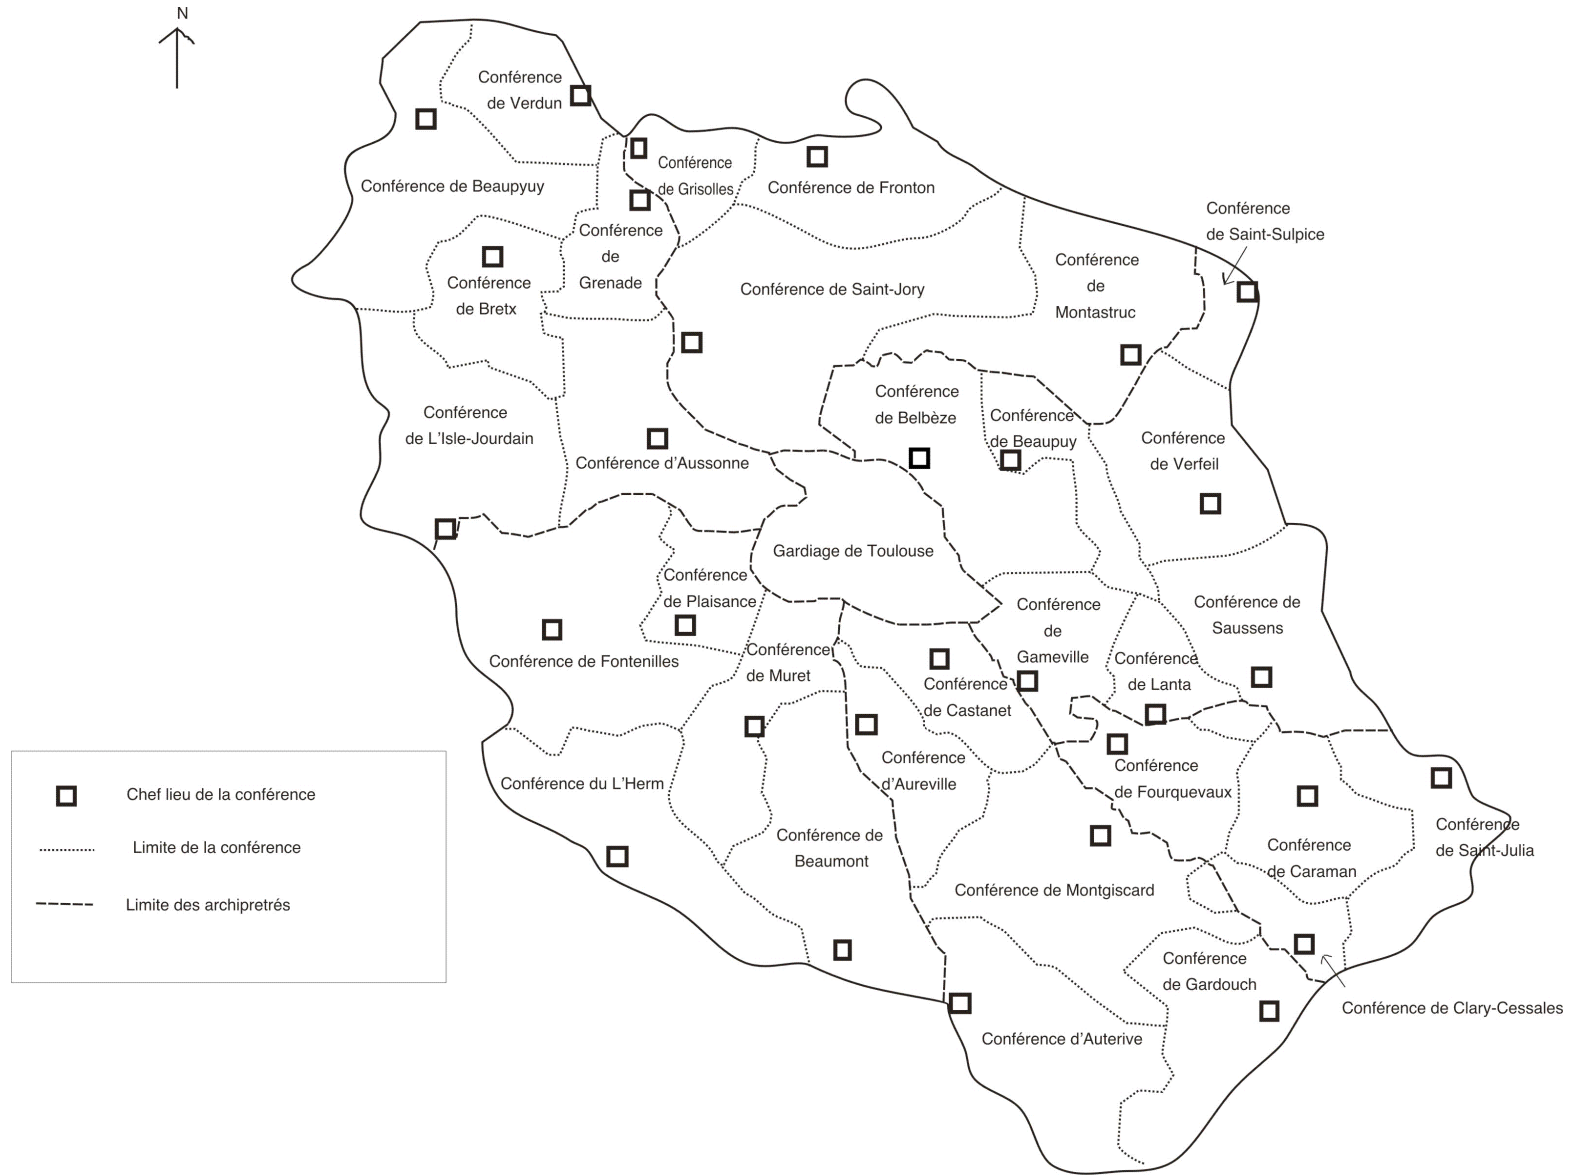 N
Conférence
de Verdun
Conférence
de Grisolles
Conférence de Beaupyuy
Conférence de Fronton
Conférence
de Saint-Sulpice
Conférence
de
Grenade
Conférence
de Bretx
Conférence de Saint-Jory
Conférence
de
Montastruc
Conférence
de L'Isle-Jourdain
Conférence
de Belbèze
Conférence
de Beaupuy
Conférence
de Verfeil
Conférence d'Aussonne
Gardiage de Toulouse
Conférence
de Plaisance
Conférence
de
Gameville
Conférence de
Saussens
Conférence de Fontenilles
Conférence
de Muret
Conférence
de Castanet
Conférence
de Lanta
Conférence du L'Herm
Conférence
d'Aureville
Conférence
de Fourquevaux
Conférence de
Beaumont
Conférence
de Caraman
Conférence
de Saint-Julia
Conférence de Montgiscard
Conférence
de Gardouch
Conférence de Clary-Cessales
Conférence d'Auterive
Chef lieu de la conférence
Limite de la conférence
Limite des archipretrés